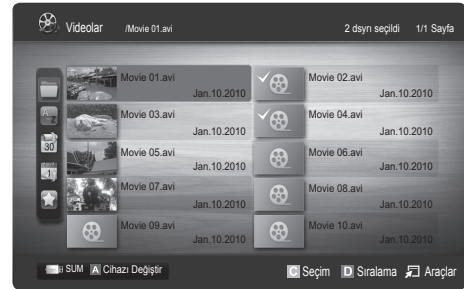 Videolar /Movie 01.avi 2 dsyrı seçildi 1/1 Sayfa
Movie 01.avi Movie 02.avi
Jan.10.2010 Jan.10.2010
Movie 03.avi Movie 04.avi
Jan.10.2010 Jan.10.2010
Movie 05.avi Movie 06.avi
Jan.10.2010 Jan.10.2010
Movie 07.avi Movie 08.avi
Jan.10.2010 Jan.10.2010
Movie 09.avi Movie 10.avi
Jan.10.2010 Jan.10.2010
30
1
SUM A Cihazı Değiştir C Seçim D Sıralama Araçlar